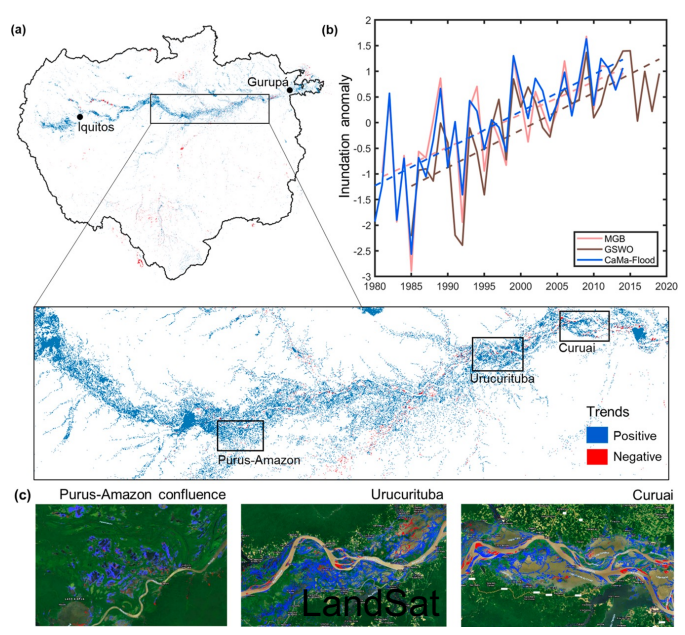 (a)
Gurupá
Iquitos
(b)
Inundation anomaly
2
1.5
1
0.5
0
-0.5
-1
-1.5
-2
-2.5
-3
MGB
GSWO
CaMa-Flood
1980 1985 1990 1995 2000 2005 2010 2015 2020
Curuai
Urucurituba
Purus-Amazon
Trends
Positive
Negative
(c)
Purus-Amazon confluence
Urucurituba
Curuai
LandSat